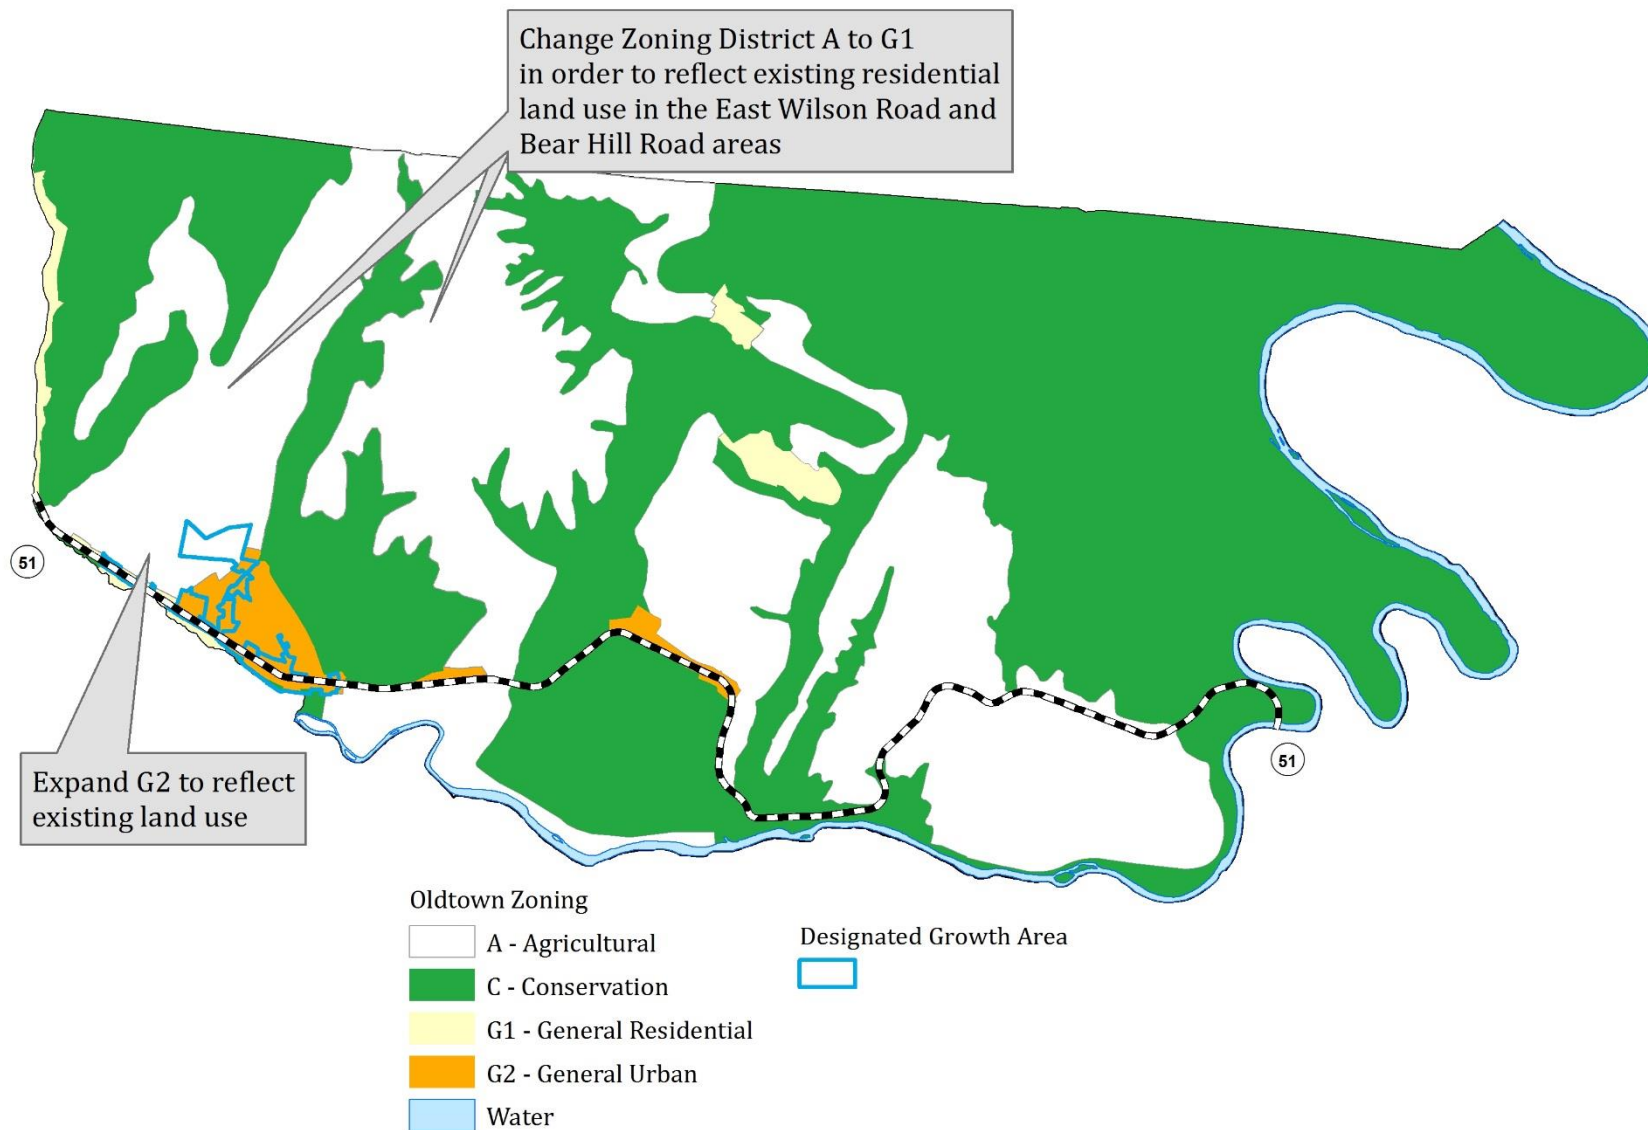 Change Zoning District A to G1
in order to reflect existing residential
land use in the East Wilson Road and
Bear Hill Road areas
51
51
Expand G2 to reflect
existing land use
Oldtown Zoning
A - Agricultural
C - Conservation
G1 - General Residential
G2 - General Urban
Water
Designated Growth Area